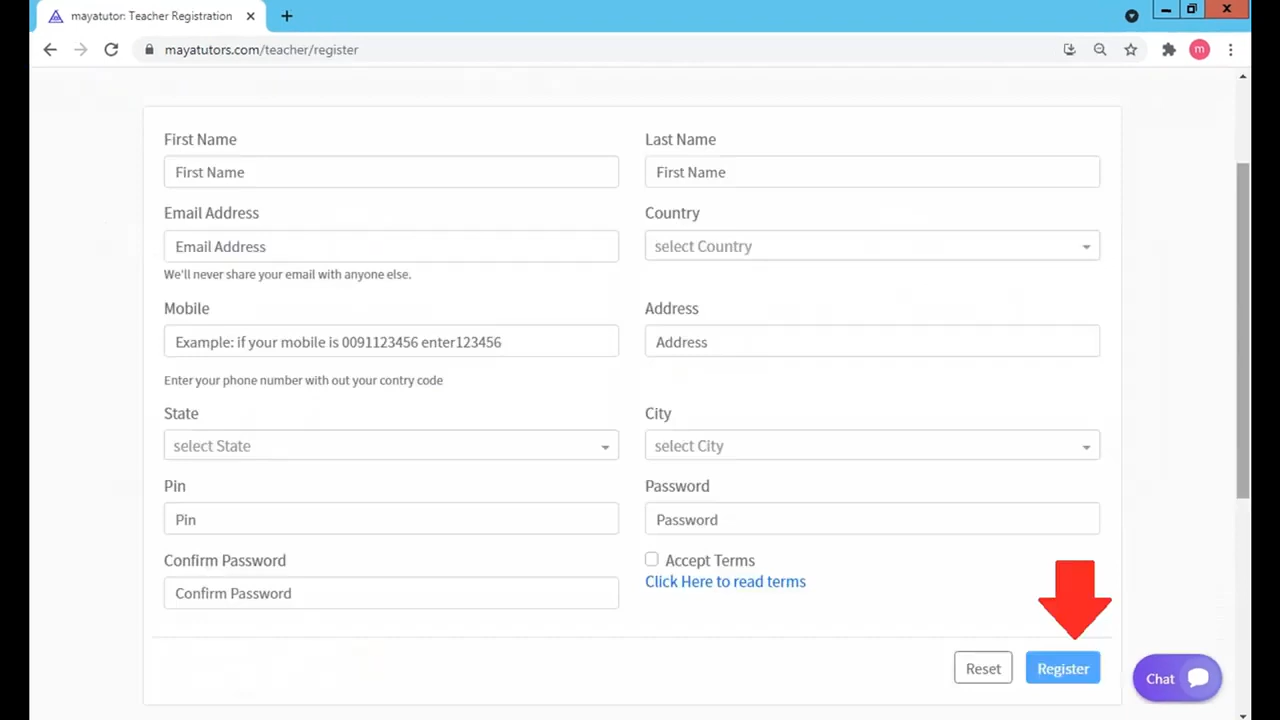 mayatutor: Teacher Registration
mayatutors.com/teacher/register
m
First Name
Last Name
First Name
First Name
Email Address
Country
Email Address
select Country
We'll never share your email with anyone else.
Mobile
Address
Example: if your mobile is 0091123456 enter123456
Address
Enter your phone number with out your contry code
State
City
select State
select City
Pin
Password
Pin
Password
Confirm Password
Accept Terms
Click Here to read terms
Confirm Password
Reset
Register
Chat